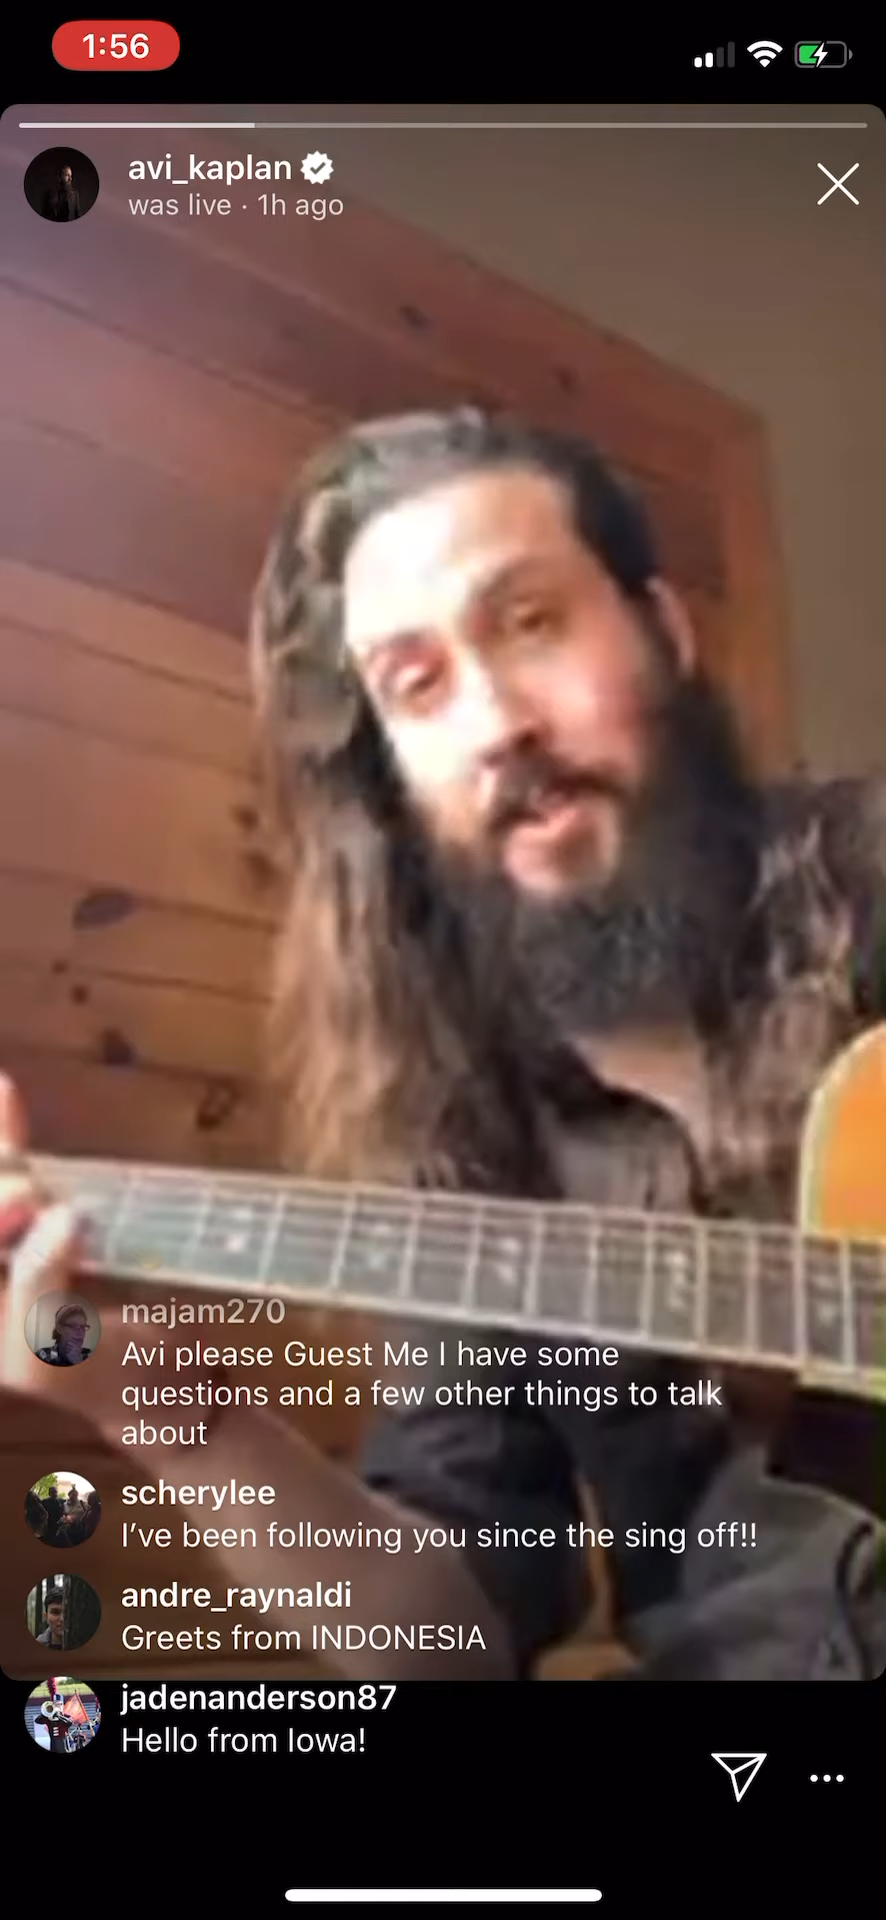 1:56
avi_kaplan
was live · 1h ago
majam270
Avi please Guest Me I have some
questions and a few other things to talk
about
scherylee
I’ve been following you since the sing off!!
andre_raynaldi
Greets from INDONESIA
jadenanderson87
Hello from Iowa!